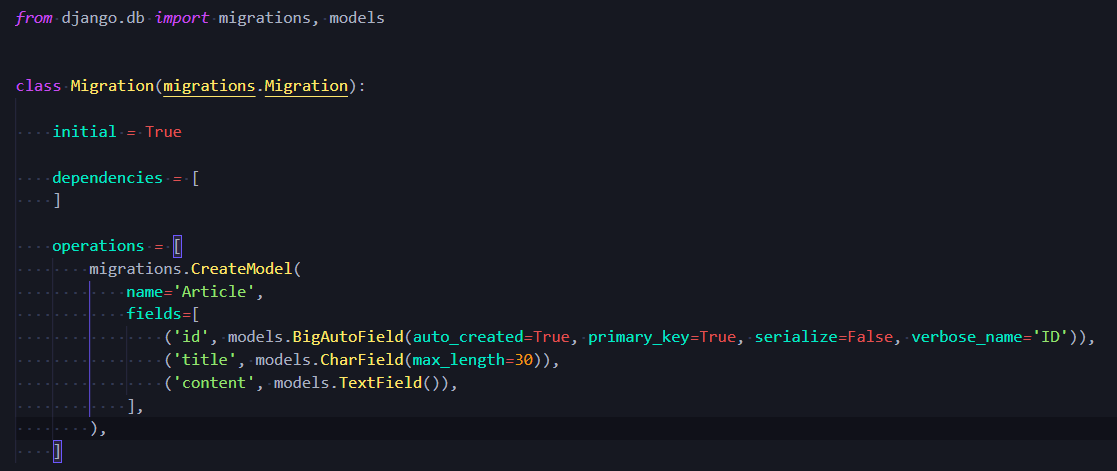 from django.db import migrations, models
class Migration(migrations.Migration):
    initial = True
    dependencies = [
    ]
    operations = [
        migrations.CreateModel(
            name='Article',
            fields=[
                ('id', models.BigAutoField(auto_created=True, primary_key=True, serialize=False, verbose_name='ID')),
                ('title', models.CharField(max_length=30)),
                ('content', models.TextField()),
            ],
        ),
    ]